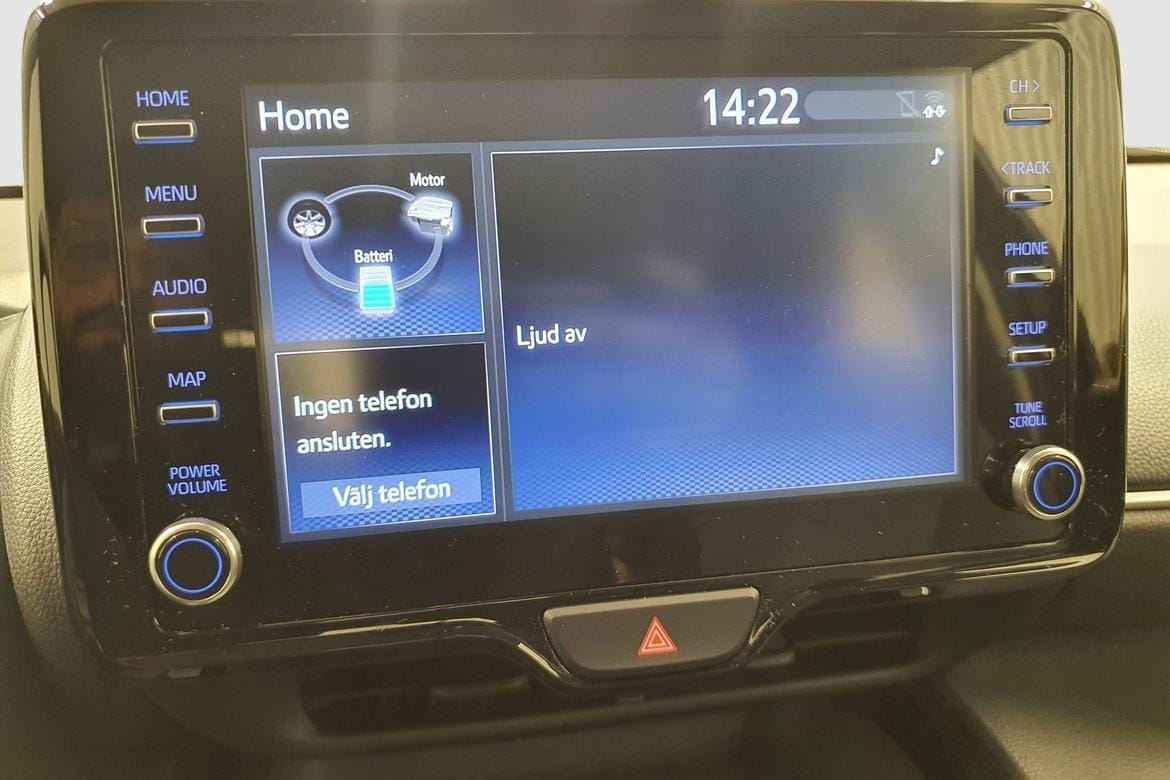 HOME
MENU
AUDIO
MAP
POWER
VOLUME
Home
14:22
Motor
Batteri
Ingen telefon
ansluten.
Välj telefon
Ljud av
CH >
< TRACK
PHONE
SETUP
TUNE
SCROLL